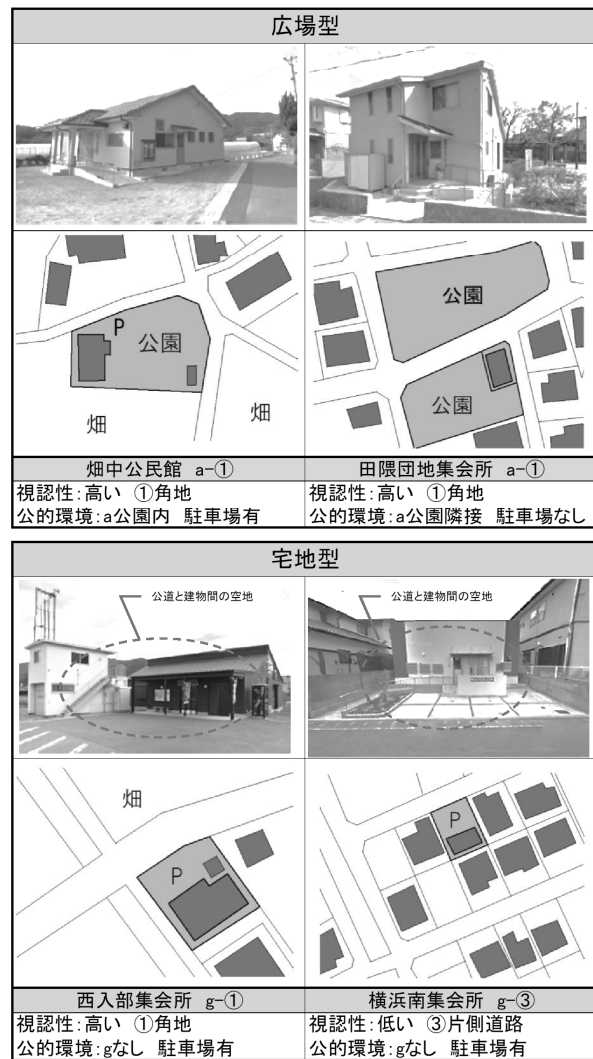 広場型
P
公園
畑
畑
公園
公園
畑中公民館 a-①
田隈団地集会所 a-①
視認性:高い ①角地
公的環境:a公園内 駐車場有
視認性:高い ①角地
公的環境:a公園隣接 駐車場なし
宅地型
公道と建物間の空地
公道と建物間の空地
畑
P
P
西入部集会所 g-①
横浜南集会所 g-③
視認性:高い ①角地
公的環境:gなし 駐車場有
視認性:低い ③片側道路
公的環境:gなし 駐車場有